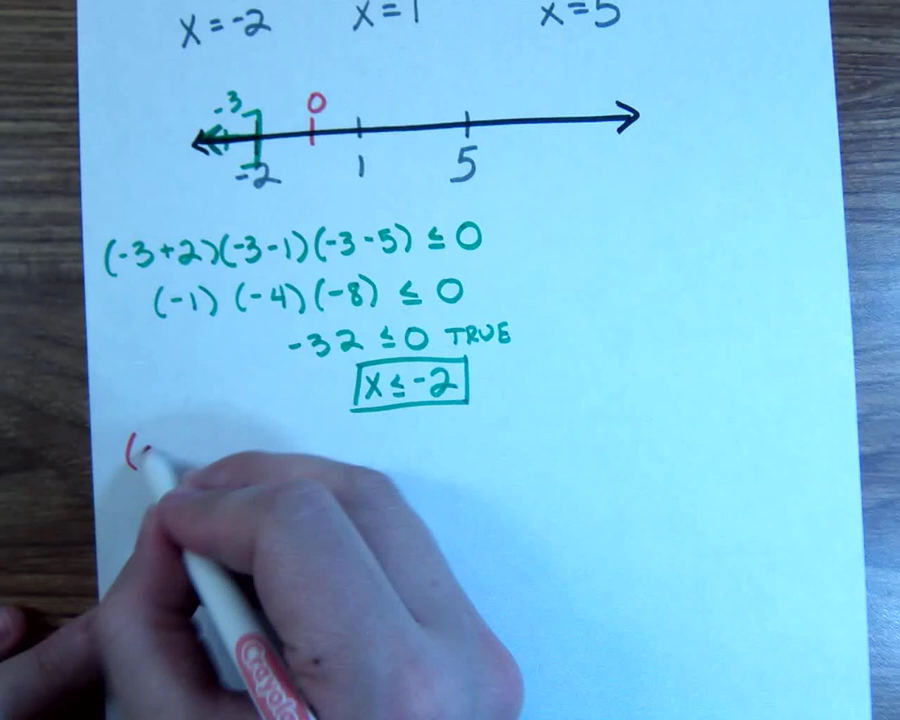 x=-2 x=1 x=5
-3 0
-2 1 5
(-3+2)(-3-1)(-3-5) ≤ 0
(-1) (-4)(-8) ≤ 0
-32 ≤ 0 TRUE
x ≤ -2
(
Crayola